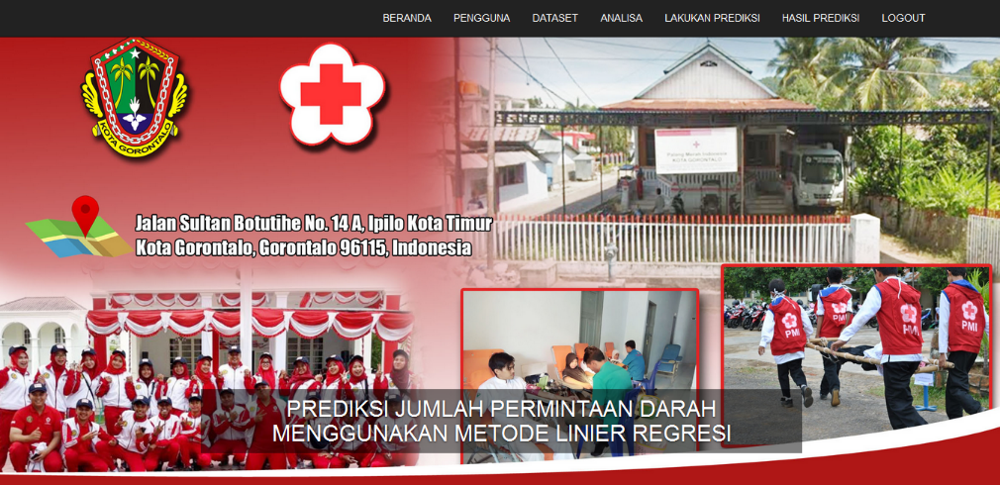 BERANDA PENGGUNA DATASET ANALISA LAKUKAN PREDIKSI HASIL PREDIKSI LOGOUT
KOTA GORONTALO
Palang Merah Indonesia
KOTA GORONTALO
Jalan Sultan Botutihe No. 14 A, Ipilo Kota Timur
Kota Gorontalo, Gorontalo 96115, Indonesia
PMI
PMI
PMI
PREDIKSI JUMLAH PERMINTAAN DARAH
MENGGUNAKAN METODE LINIER REGRESI